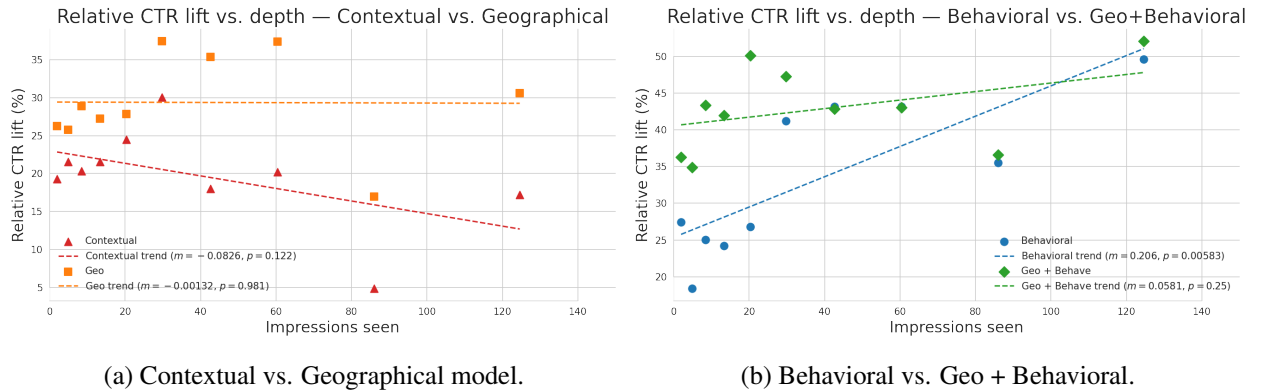 Relative CTR lift vs. depth — Contextual vs. Geographical
Relative CTR lift (%)
35
30
25
20
15
10
5
Contextual
Contextual trend (m = −0.0826, p = 0.122)
Geo
Geo trend (m = −0.00132, p = 0.981)
0 20 40 60 80 100 120 140
Impressions seen
(a) Contextual vs. Geographical model.
Relative CTR lift vs. depth — Behavioral vs. Geo+Behavioral
Relative CTR lift (%)
50
45
40
35
30
25
20
Behavioral
Behavioral trend (m = 0.206, p = 0.00583)
Geo + Behave
Geo + Behave trend (m = 0.0581, p = 0.25)
0 20 40 60 80 100 120 140
Impressions seen
(b) Behavioral vs. Geo + Behavioral.